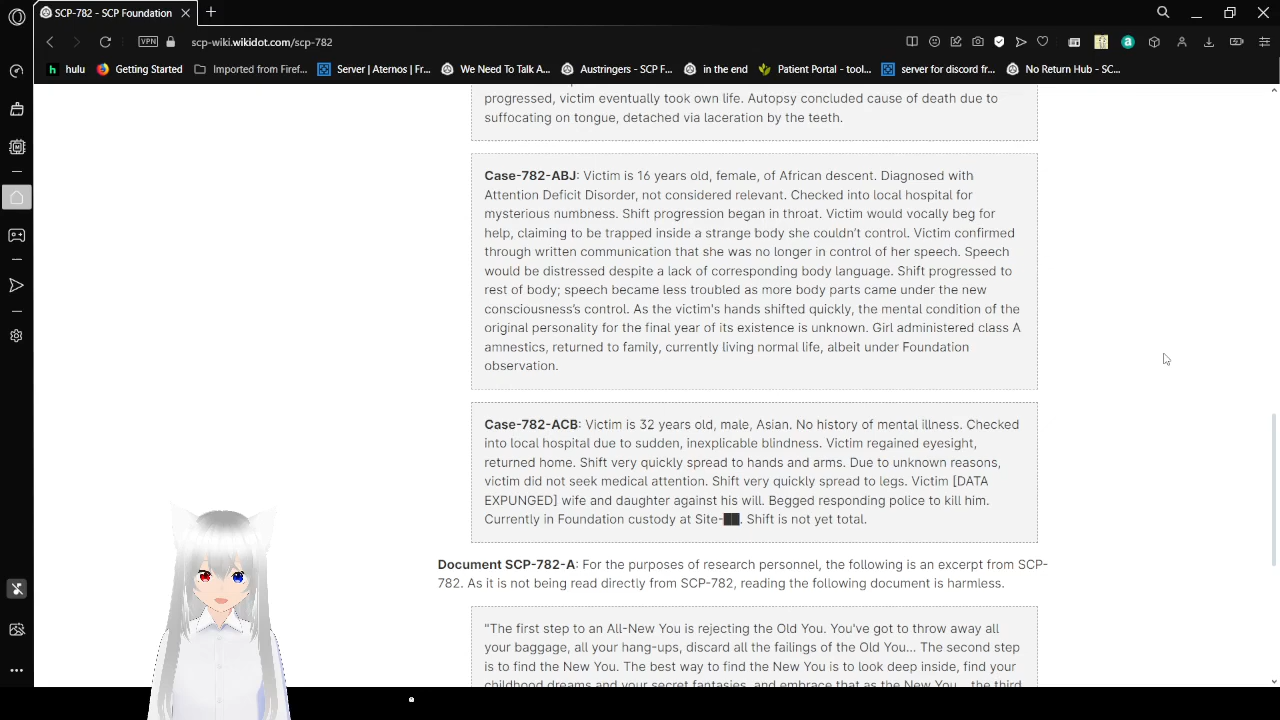 SCP-782 - SCP Foundation
VPN
scp-wiki.wikidot.com/scp-782
hulu
Getting Started
Imported from Firef...
Server | Aternos | Fr...
We Need To Talk A...
Austringers - SCP F...
in the end
Patient Portal - tool...
server for discord fr...
No Return Hub - SC...
progressed, victim eventually took own life. Autopsy concluded cause of death due to
suffocating on tongue, detached via laceration by the teeth.
Case-782-ABJ: Victim is 16 years old, female, of African descent. Diagnosed with
Attention Deficit Disorder, not considered relevant. Checked into local hospital for
mysterious numbness. Shift progression began in throat. Victim would vocally beg for
help, claiming to be trapped inside a strange body she couldn't control. Victim confirmed
through written communication that she was no longer in control of her speech. Speech
would be distressed despite a lack of corresponding body language. Shift progressed to
rest of body; speech became less troubled as more body parts came under the new
consciousness's control. As the victim's hands shifted quickly, the mental condition of the
original personality for the final year of its existence is unknown. Girl administered class A
amnestics, returned to family, currently living normal life, albeit under Foundation
observation.
Case-782-ACB: Victim is 32 years old, male, Asian. No history of mental illness. Checked
into local hospital due to sudden, inexplicable blindness. Victim regained eyesight,
returned home. Shift very quickly spread to hands and arms. Due to unknown reasons,
victim did not seek medical attention. Shift very quickly spread to legs. Victim [DATA
EXPUNGED] wife and daughter against his will. Begged responding police to kill him.
Currently in Foundation custody at Site-██. Shift is not yet total.
Document SCP-782-A: For the purposes of research personnel, the following is an excerpt from SCP-
782. As it is not being read directly from SCP-782, reading the following document is harmless.
"The first step to an All-New You is rejecting the Old You. You've got to throw away all
your baggage, all your hang-ups, discard all the failings of the Old You... The second step
is to find the New You. The best way to find the New You is to look deep inside, find your
childhood dreams and your secret fantasies, and embrace that as the New You... the third